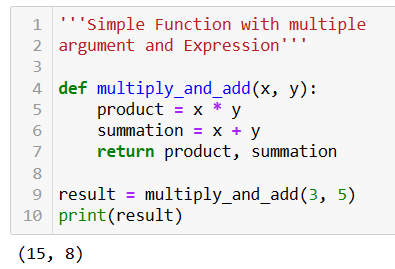 1 '''Simple Function with multiple
2 argument and Expression'''
3
4 def multiply_and_add(x, y):
5     product = x * y
6     summation = x + y
7     return product, summation
8
9 result = multiply_and_add(3, 5)
10 print(result)
(15, 8)